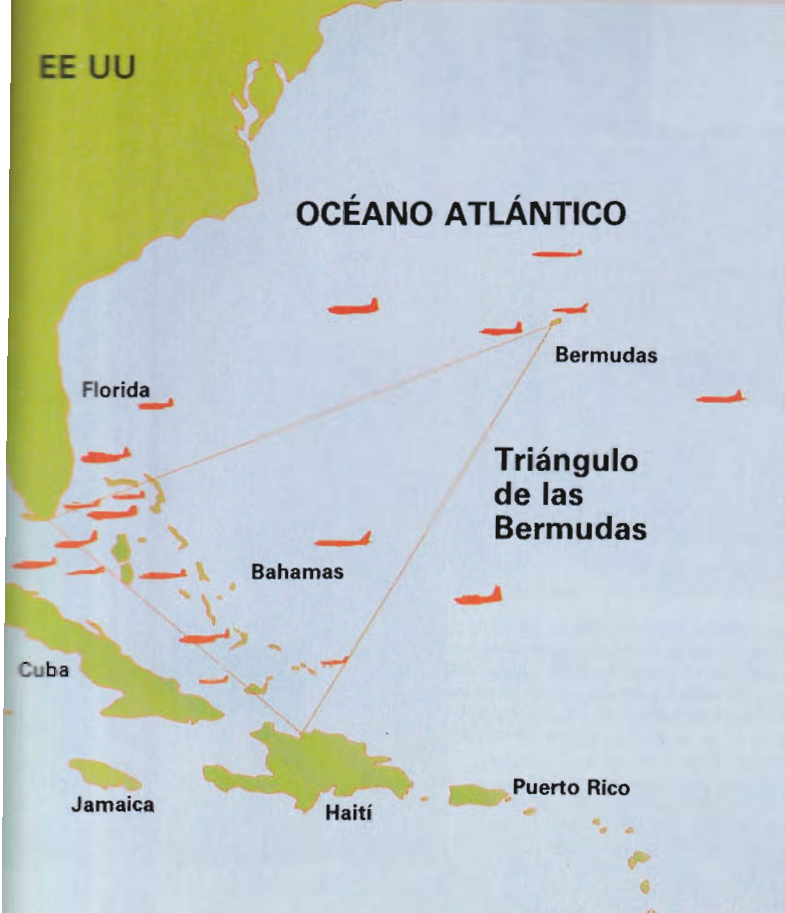 EE UU
OCÉANO ATLÁNTICO
Bermudas
Florida
Triángulo
de las
Bermudas
Bahamas
Cuba
Puerto Rico
Jamaica
Haití